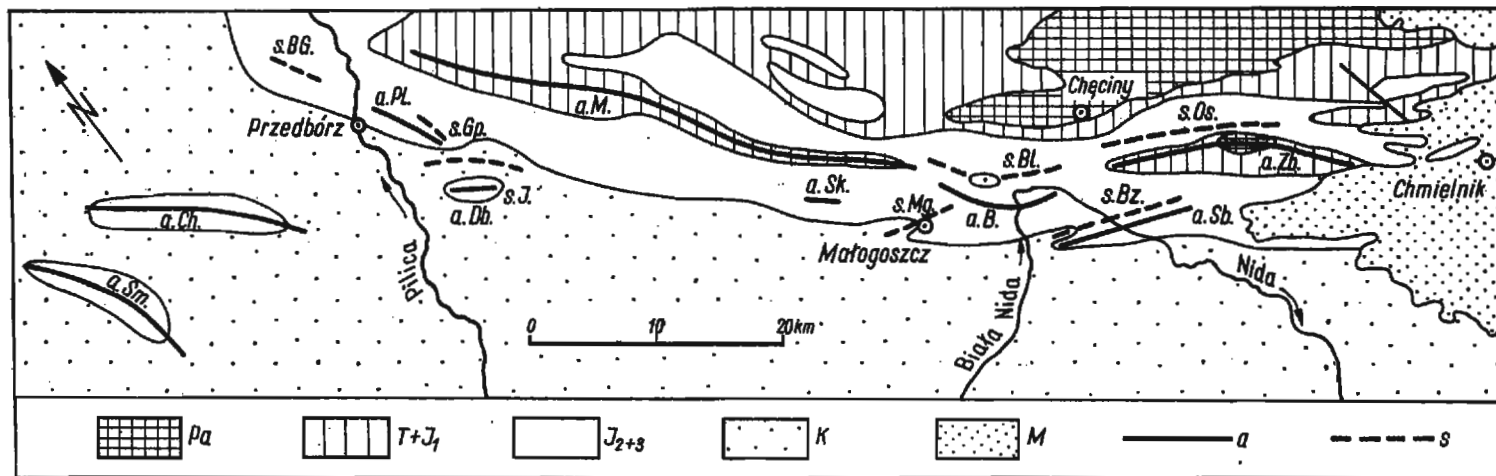 s.BG.
a.PL.
s.Gp.
Przedbórz
a.M.
Chęciny
s.Os.
s.Bl.
a.Zb.
Chmielnik
s.J.
a.Db.
a.Sk.
s.Ma.
Małogoszcz
a.B.
s.Bz.
a.Sb.
a.Ch.
a.Sm.
Pilica
Biała Nida
Nida
0 10 20km
Pa T+J₁ J₂₊₃ K M a s